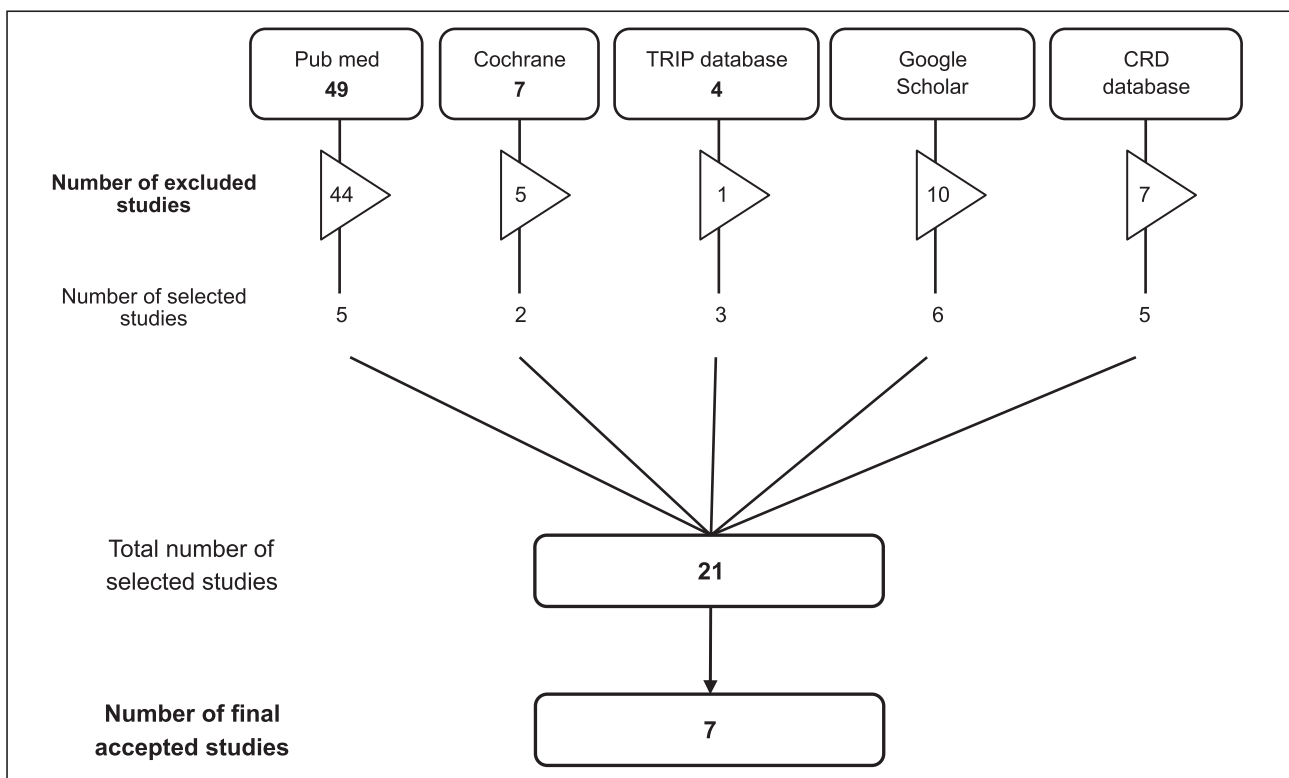 Pub med
49
Cochrane
7
TRIP database
4
Google
Scholar
CRD
database
Number of excluded
studies
44
5
1
10
7
Number of selected
studies
5
2
3
6
5
Total number of
selected studies
21
Number of final
accepted studies
7